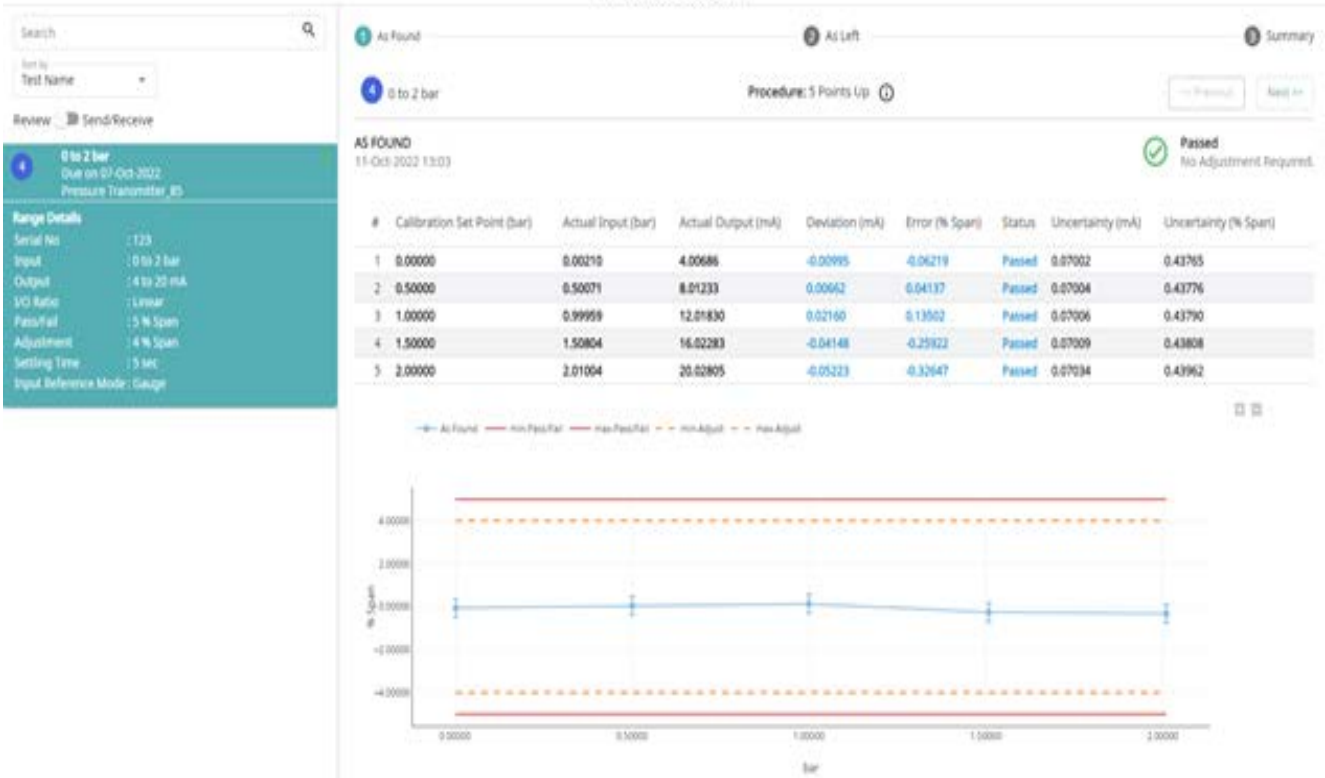 Search
Sort by
Test Name
Review Send/Receive
4 0 to 2 bar
Due on 07-Oct-2022
Pressure Transmitter_85
Range Details
Serial No : 123
Input : 0 to 2 bar
Output : 4 to 20 mA
I/O Ratio : Linear
Pass/Fail : 5 % Span
Adjustment : 4 % Span
Settling Time : 5 sec
Input Reference Mode : Gauge
1 As Found 2 As Left 3 Summary
4 0 to 2 bar Procedure: 5 Points Up << Previous Next >>
AS FOUND
11-Oct-2022 13:03
Passed
No Adjustment Required.
# Calibration Set Point (bar) Actual Input (bar) Actual Output (mA) Deviation (mA) Error (% Span) Status Uncertainty (mA) Uncertainty (% Span)
1 0.00000 0.00210 4.00686 -0.00995 -0.06219 Passed 0.07002 0.43765
2 0.50000 0.50071 8.01233 0.00662 0.04137 Passed 0.07004 0.43776
3 1.00000 0.99959 12.01830 0.02160 0.13502 Passed 0.07006 0.43790
4 1.50000 1.50804 16.02283 -0.04148 -0.25922 Passed 0.07009 0.43808
5 2.00000 2.01004 20.02805 -0.05223 -0.32647 Passed 0.07034 0.43962
As Found min Pass/Fail max Pass/Fail min Adjust max Adjust
4.00000
2.00000
0.00000
−2.00000
−4.00000
% Span
0.00000 0.50000 1.00000 1.50000 2.00000
bar